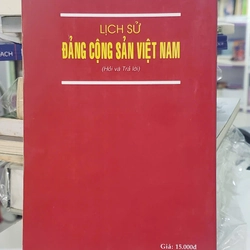 LỊCH SỬ
ĐẢNG CỘNG SẢN VIỆT NAM
(Hỏi và Trả lời)
Giá: 15.000đ